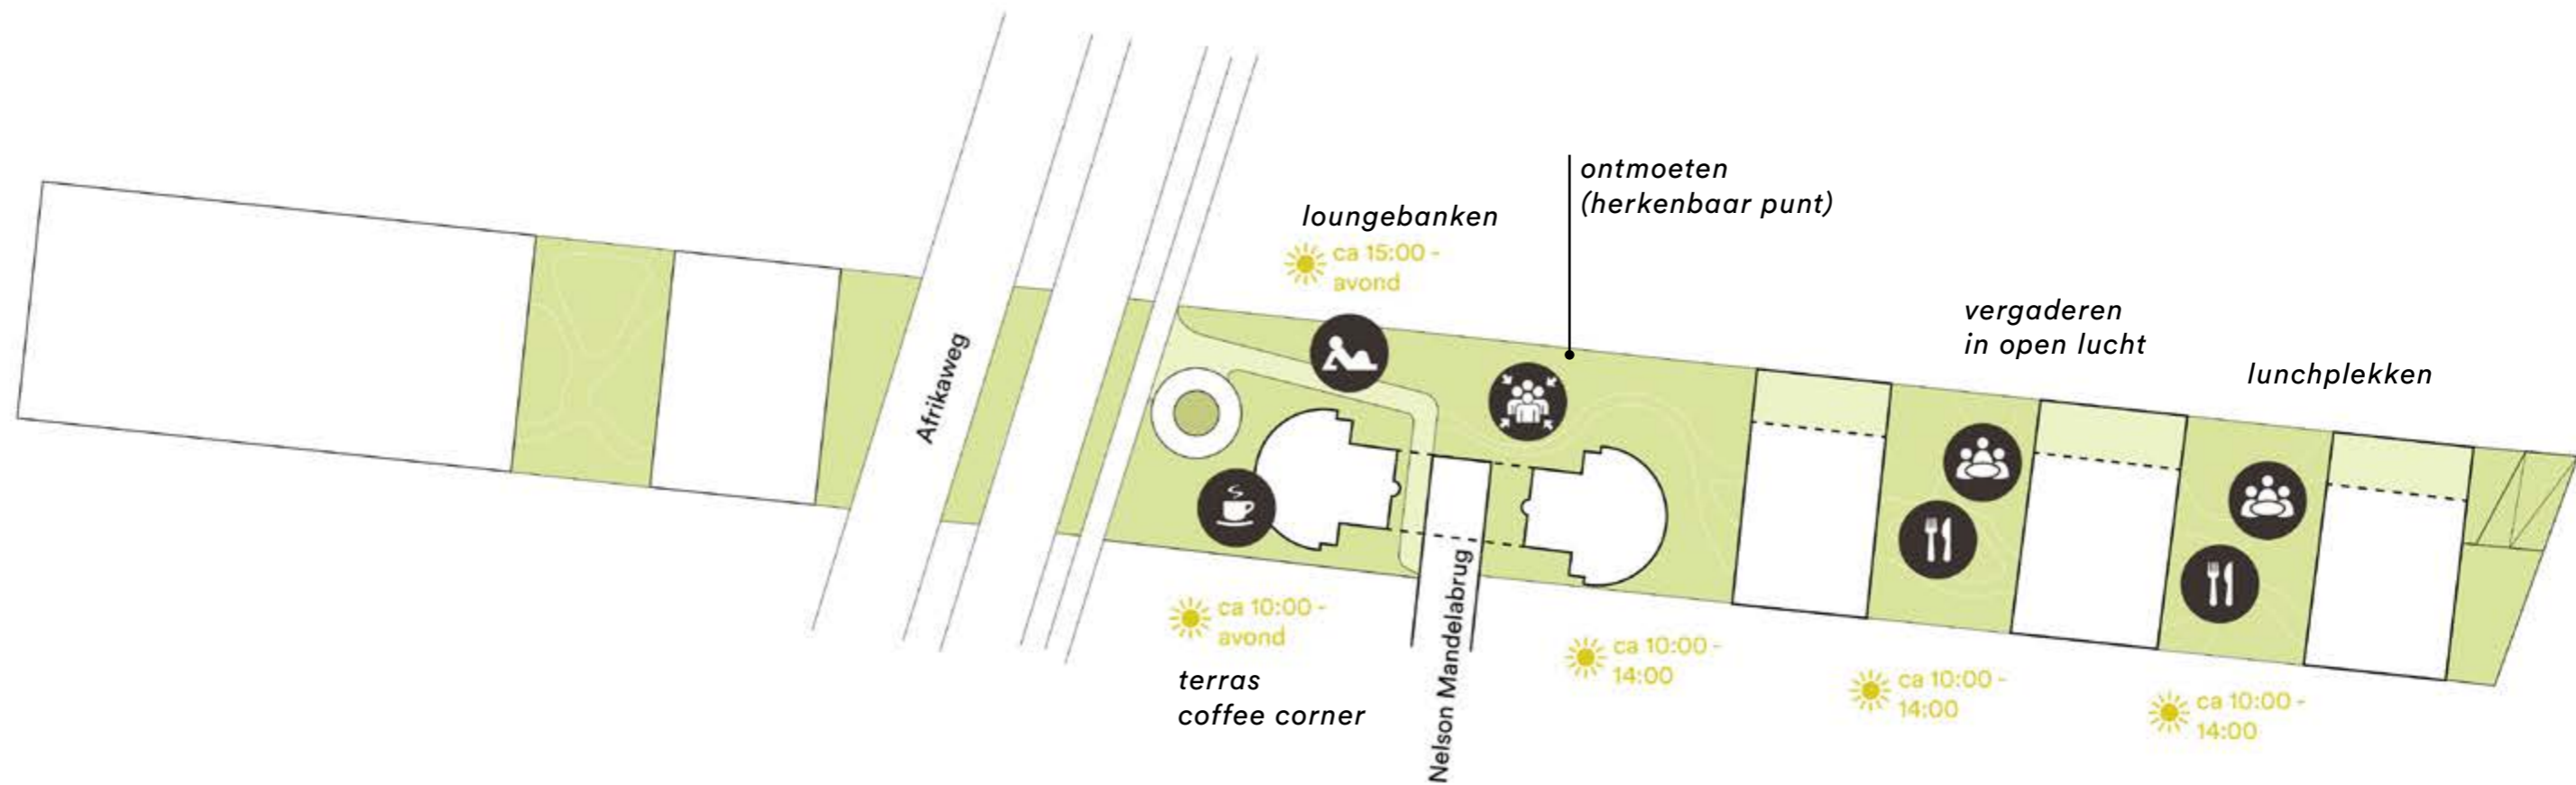 ontmoeten
(herkenbaar punt)
loungebanken
ca 15:00 -
avond
vergaderen
in open lucht
lunchplekken
Afrikaweg
ca 10:00 -
avond
terras
coffee corner
Nelson Mandelabrug
ca 10:00 -
14:00
ca 10:00 -
14:00
ca 10:00 -
14:00